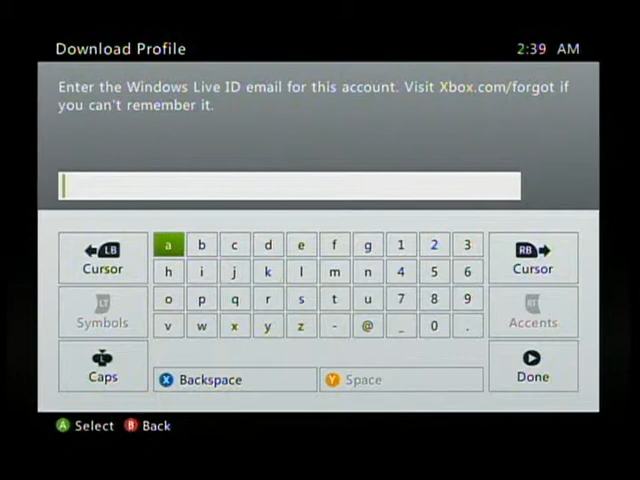 Download Profile
2:39 AM
Enter the Windows Live ID email for this account. Visit Xbox.com/forgot if
you can't remember it.
LB
Cursor
a b c d e f g 1 2 3
RB
Cursor
h i j k l m n 4 5 6
LT
Symbols
o p q r s t u 7 8 9
RT
Accents
v w x y z - @ _ 0 .
L
Caps
X Backspace
Y Space
Done
A Select B Back